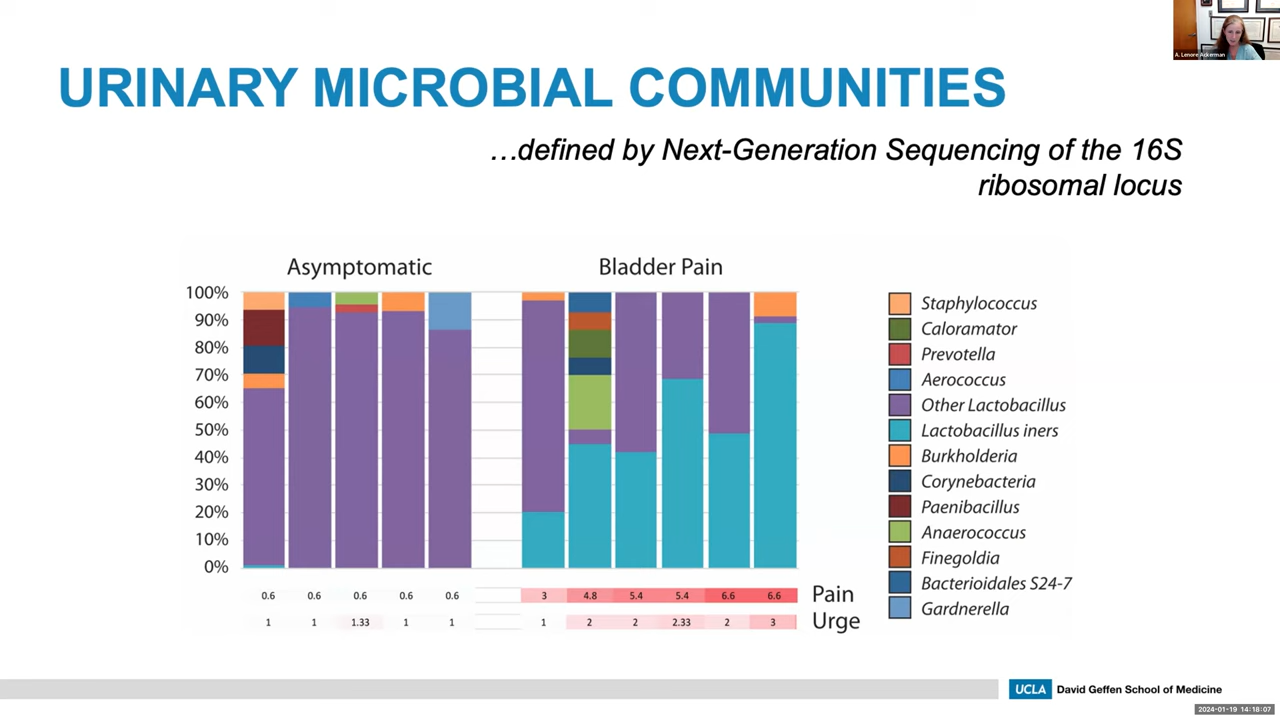 A. Lenore Ackerman
URINARY MICROBIAL COMMUNITIES
…defined by Next-Generation Sequencing of the 16S
ribosomal locus
Asymptomatic
Bladder Pain
100%
90%
80%
70%
60%
50%
40%
30%
20%
10%
0%
0.6 0.6 0.6 0.6 0.6 3 4.8 5.4 5.4 6.6 6.6 Pain
1 1 1.33 1 1 1 2 2 2.33 2 3 Urge
Staphylococcus
Caloramator
Prevotella
Aerococcus
Other Lactobacillus
Lactobacillus iners
Burkholderia
Corynebacteria
Paenibacillus
Anaerococcus
Finegoldia
Bacterioidales S24-7
Gardnerella
UCLA David Geffen School of Medicine
2024-01-19 14:18:07